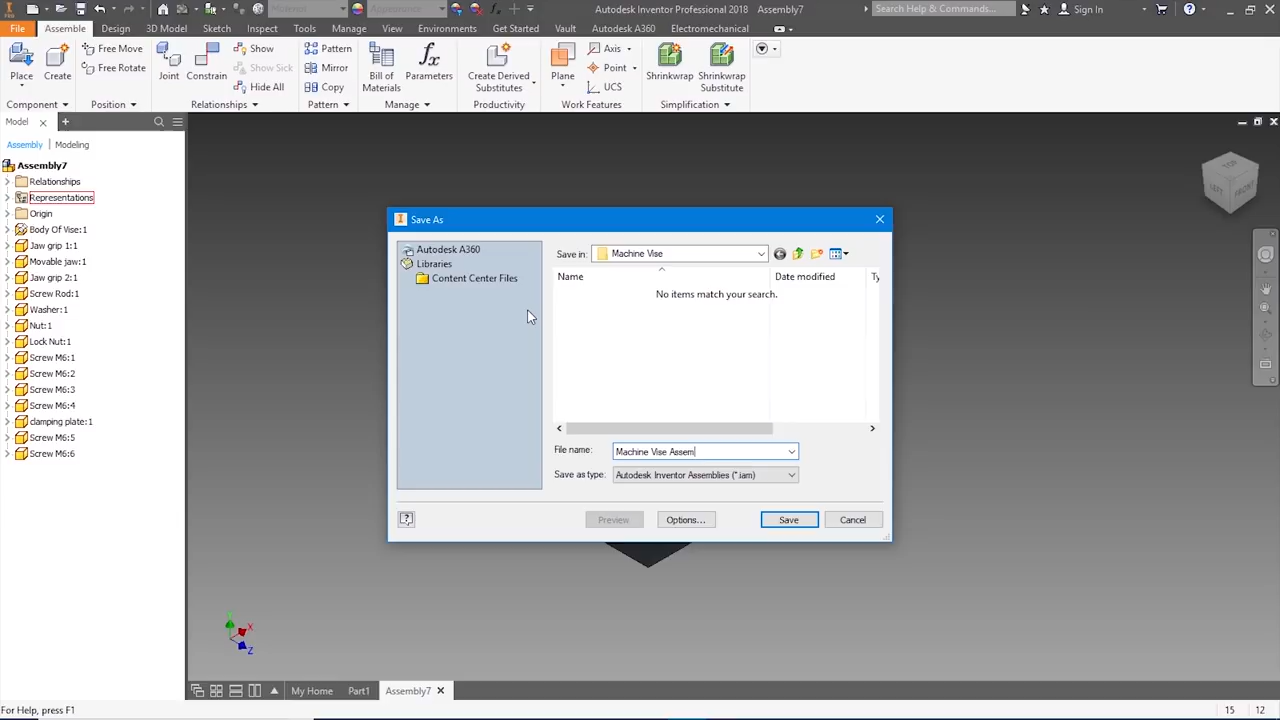 Material
Appearance
Autodesk Inventor Professional 2018
Assembly7
Search Help & Commands...
Sign In
File
Assemble
Design
3D Model
Sketch
Inspect
Tools
Manage
View
Environments
Get Started
Vault
Autodesk A360
Electromechanical
Place
Create
Free Move
Free Rotate
Component
Position
Joint
Constrain
Show
Show Sick
Hide All
Relationships
Pattern
Mirror
Copy
Pattern
Bill of
Materials
Parameters
Manage
Create Derived
Substitutes
Productivity
Plane
Axis
Point
UCS
Work Features
Shrinkwrap
Shrinkwrap
Substitute
Simplification
Model
Assembly
Modeling
Assembly7
Relationships
Representations
Origin
Body Of Vise:1
Jaw grip 1:1
Movable jaw:1
Jaw grip 2:1
Screw Rod:1
Washer:1
Nut:1
Lock Nut:1
Screw M6:1
Screw M6:2
Screw M6:3
Screw M6:4
clamping plate:1
Screw M6:5
Screw M6:6
TOP
LEFT
FRONT
Save As
Autodesk A360
Libraries
Content Center Files
Save in:
Machine Vise
Name
Date modified
Ty
No items match your search.
File name:
Machine Vise Assem
Save as type:
Autodesk Inventor Assemblies (*.iam)
Preview
Options...
Save
Cancel
Y
X
Z
My Home
Part1
Assembly7
For Help, press F1
15
12